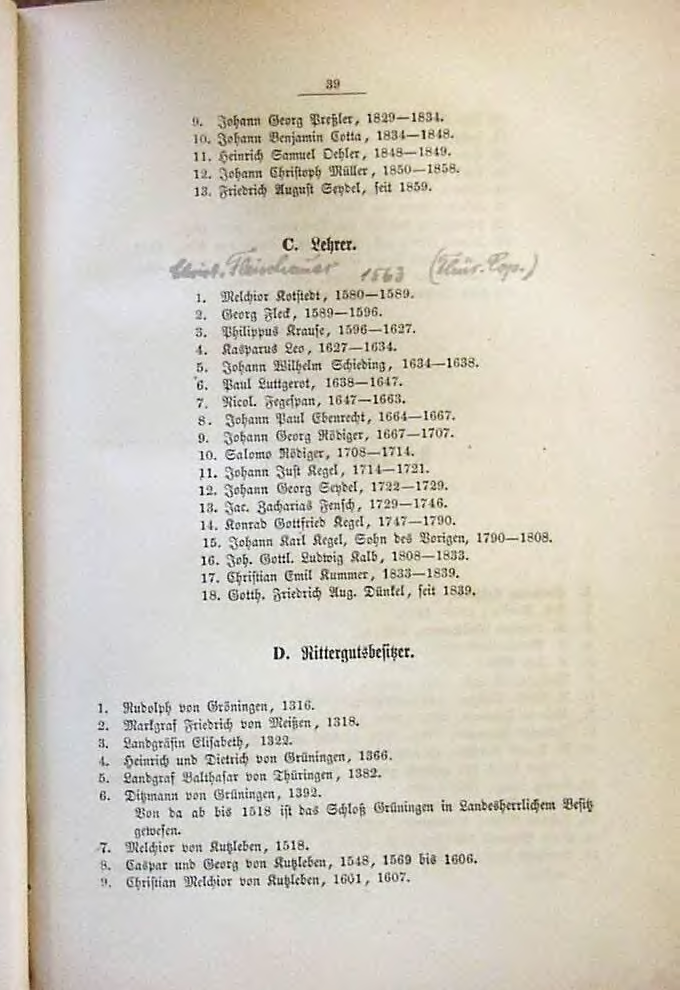 39
9. Johann Georg Preßler, 1829—1834.
10. Johann Benjamin Cotta, 1834—1848.
11. Heinrich Samuel Oehler, 1848—1849.
12. Johann Christoph Müller, 1850—1858.
13. Friedrich August Seydel, seit 1859.
C. Lehrer.
Christ. Fleischauer 1563 (Thür. Cop.)
1. Melchior Kotstedt, 1580—1589.
2. Georg Fleck, 1589—1596.
3. Philippus Krause, 1596—1627.
4. Kasparus Leo, 1627—1634.
5. Johann Wilhelm Schieding, 1634—1638.
6. Paul Luttgerot, 1638—1647.
7. Nicol. Fegespan, 1647—1663.
8. Johann Paul Ebenrecht, 1664—1667.
9. Johann Georg Rödiger, 1667—1707.
10. Salomo Rödiger, 1708—1714.
11. Johann Just Kegel, 1714—1721.
12. Johann Georg Seydel, 1722—1729.
13. Jac. Zacharias Fensch, 1729—1746.
14. Konrad Gottfried Kegel, 1747—1790.
15. Johann Karl Kegel, Sohn des Vorigen, 1790—1808.
16. Joh. Gottl. Ludwig Kalb, 1808—1833.
17. Christian Emil Kummer, 1833—1839.
18. Gotth. Friedrich Aug. Dünkel, seit 1839.
D. Rittergutsbesitzer.
1. Rudolph von Gröningen, 1316.
2. Markgraf Friedrich von Meißen, 1318.
3. Landgräfin Elisabeth, 1322.
4. Heinrich und Dietrich von Grüningen, 1366.
5. Landgraf Balthasar von Thüringen, 1382.
6. Ditzmann von Grüningen, 1392.
Von da ab bis 1518 ist das Schloß Grüningen in Landesherrlichem Besitz
gewesen.
7. Melchior von Kutzleben, 1518.
8. Caspar und Georg von Kutzleben, 1548, 1569 bis 1606.
9. Christian Melchior von Kutzleben, 1601, 1607.